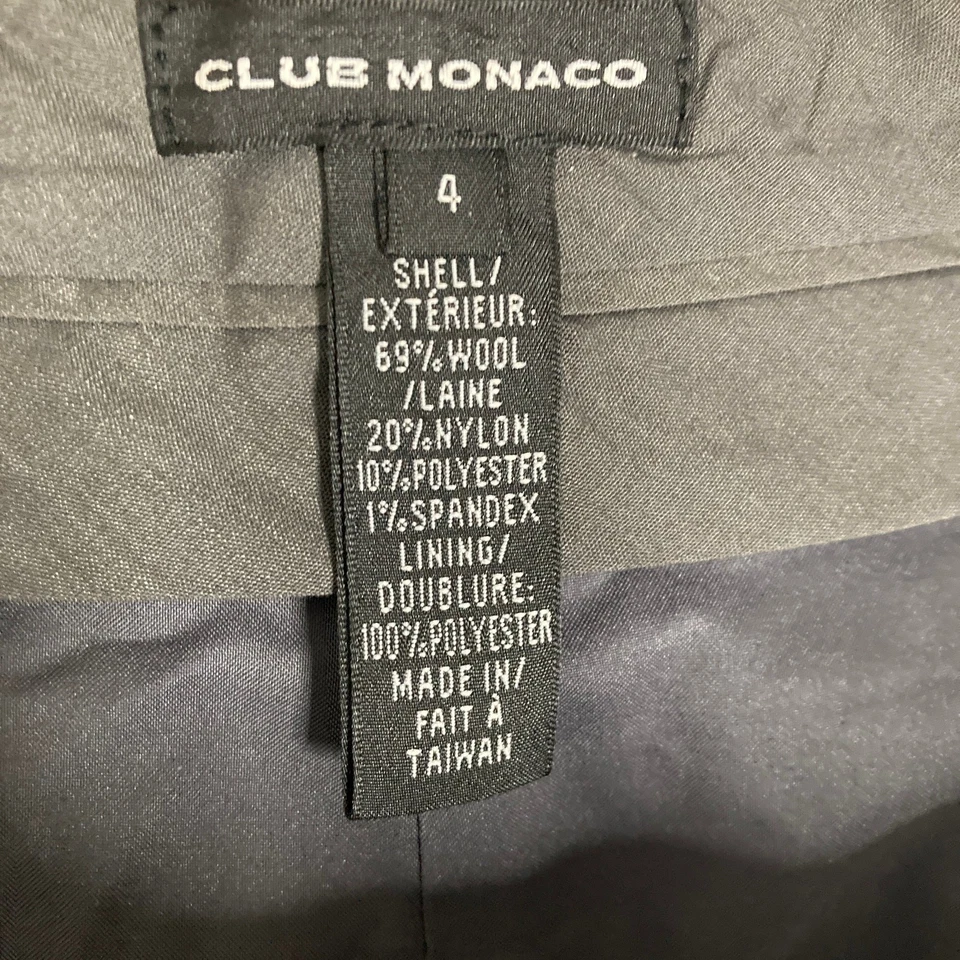 CLUB MONACO
4
SHELL/
EXTÉRIEUR:
69%WOOL
/LAINE
20%NYLON
10%POLYESTER
1%SPANDEX
LINING/
DOUBLURE:
100%POLYESTER
MADE IN/
FAIT À
TAIWAN